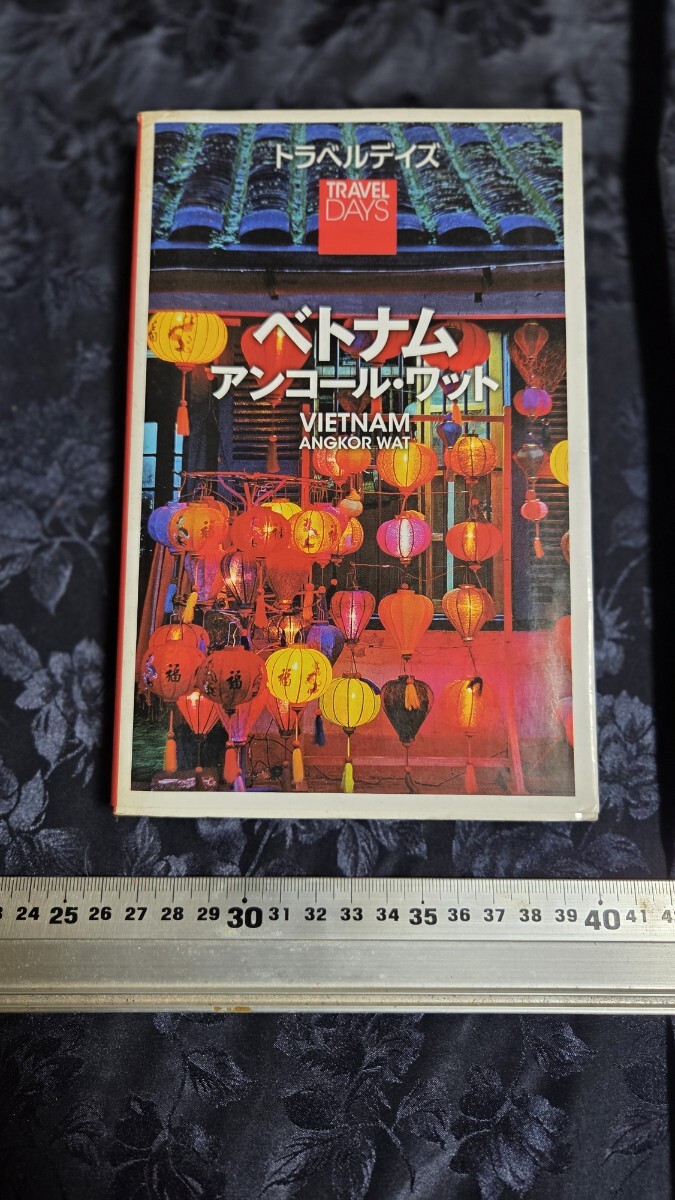 トラベルデイズ
TRAVEL
DAYS
ベトナム
アンコール・ワット
VIETNAM
ANGKOR WAT
福
福
24 25 26 27 28 29 30 31 32 33 34 35 36 37 38 39 40 41